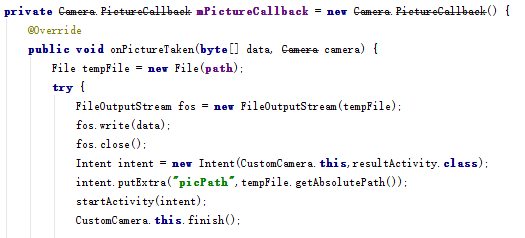 private Camera.PictureCallback mPictureCallback = new Camera.PictureCallback() {
@Override
public void onPictureTaken(byte[] data, Camera camera) {
File tempFile = new File(path);
try {
FileOutputStream fos = new FileOutputStream(tempFile);
fos.write(data);
fos.close();
Intent intent = new Intent(CustomCamera.this,resultActivity.class);
intent.putExtra("picPath",tempFile.getAbsolutePath());
startActivity(intent);
CustomCamera.this.finish();